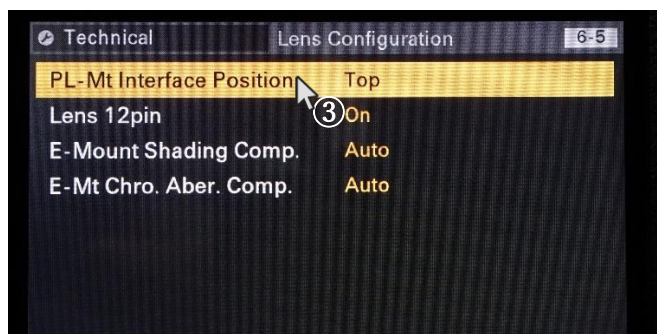 Technical Lens Configuration 6-5
PL-Mt Interface Position Top
Lens 12pin ③ On
E-Mount Shading Comp. Auto
E-Mt Chro. Aber. Comp. Auto